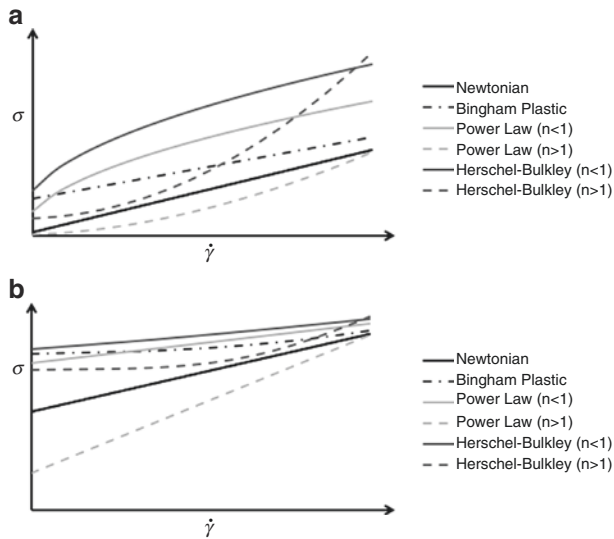 a
σ
γ̇
Newtonian
Bingham Plastic
Power Law (n<1)
Power Law (n>1)
Herschel-Bulkley (n<1)
Herschel-Bulkley (n>1)
b
σ
γ̇
Newtonian
Bingham Plastic
Power Law (n<1)
Power Law (n>1)
Herschel-Bulkley (n<1)
Herschel-Bulkley (n>1)